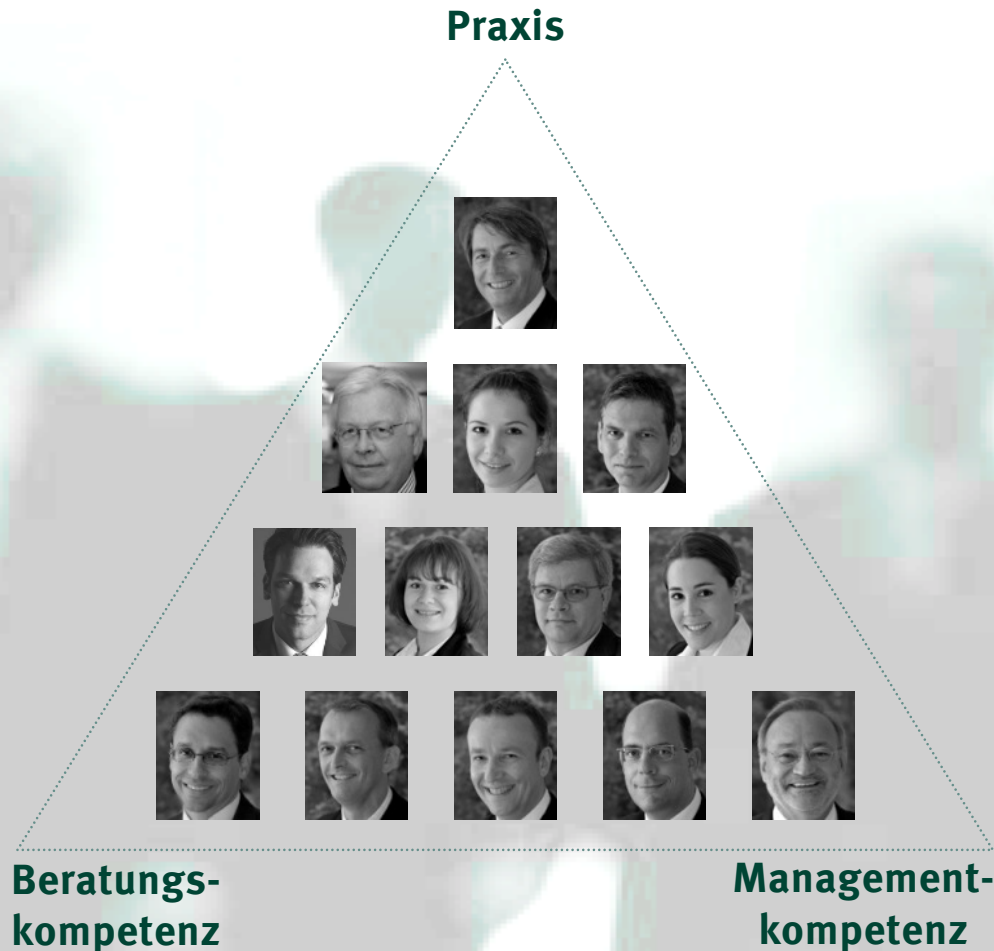 Praxis
Beratungs-
kompetenz
Management-
kompetenz